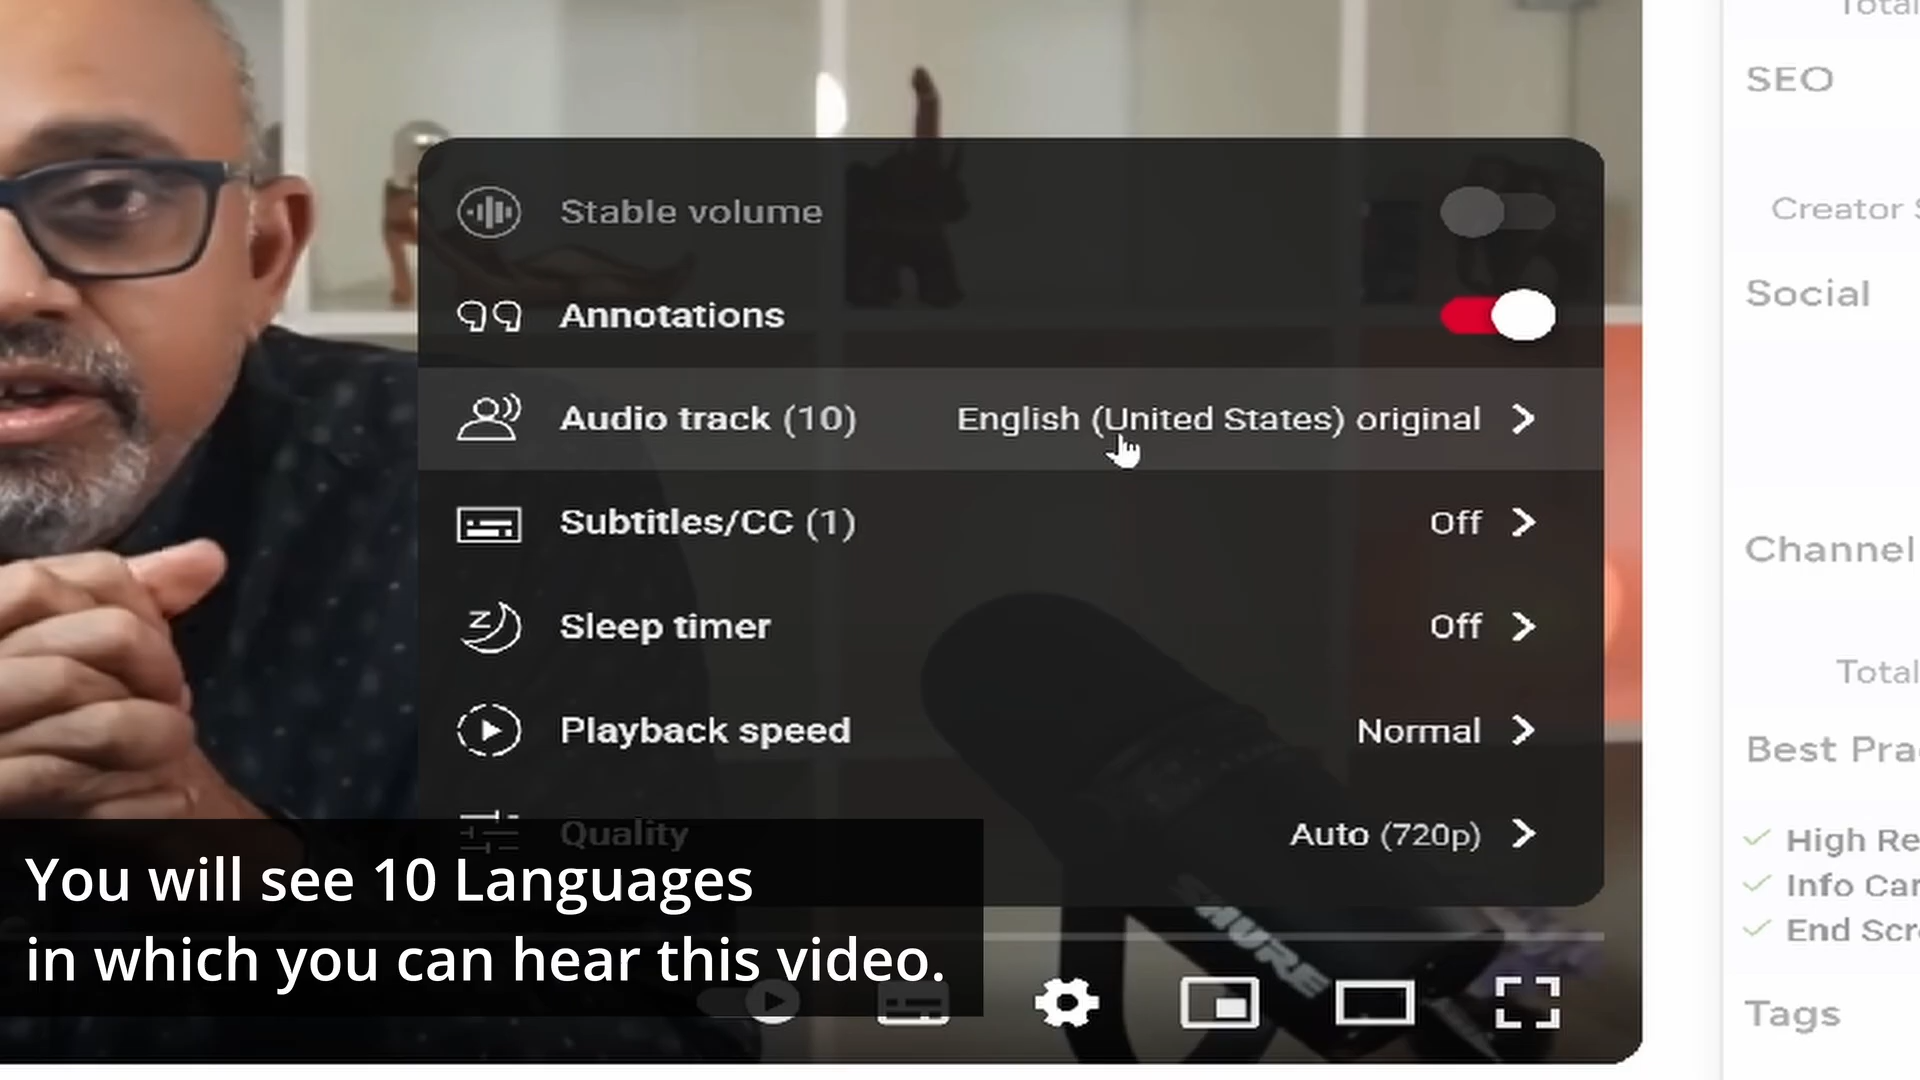 Stable volume
Annotations
Audio track (10) English (United States) original
Subtitles/CC (1) Off
Sleep timer Off
Playback speed Normal
Quality Auto (720p)
You will see 10 Languages
in which you can hear this video.
SHURE
Total
SEO
Creator S
Social
Channel
Total
Best Pra
High Re
Info Car
End Scr
Tags